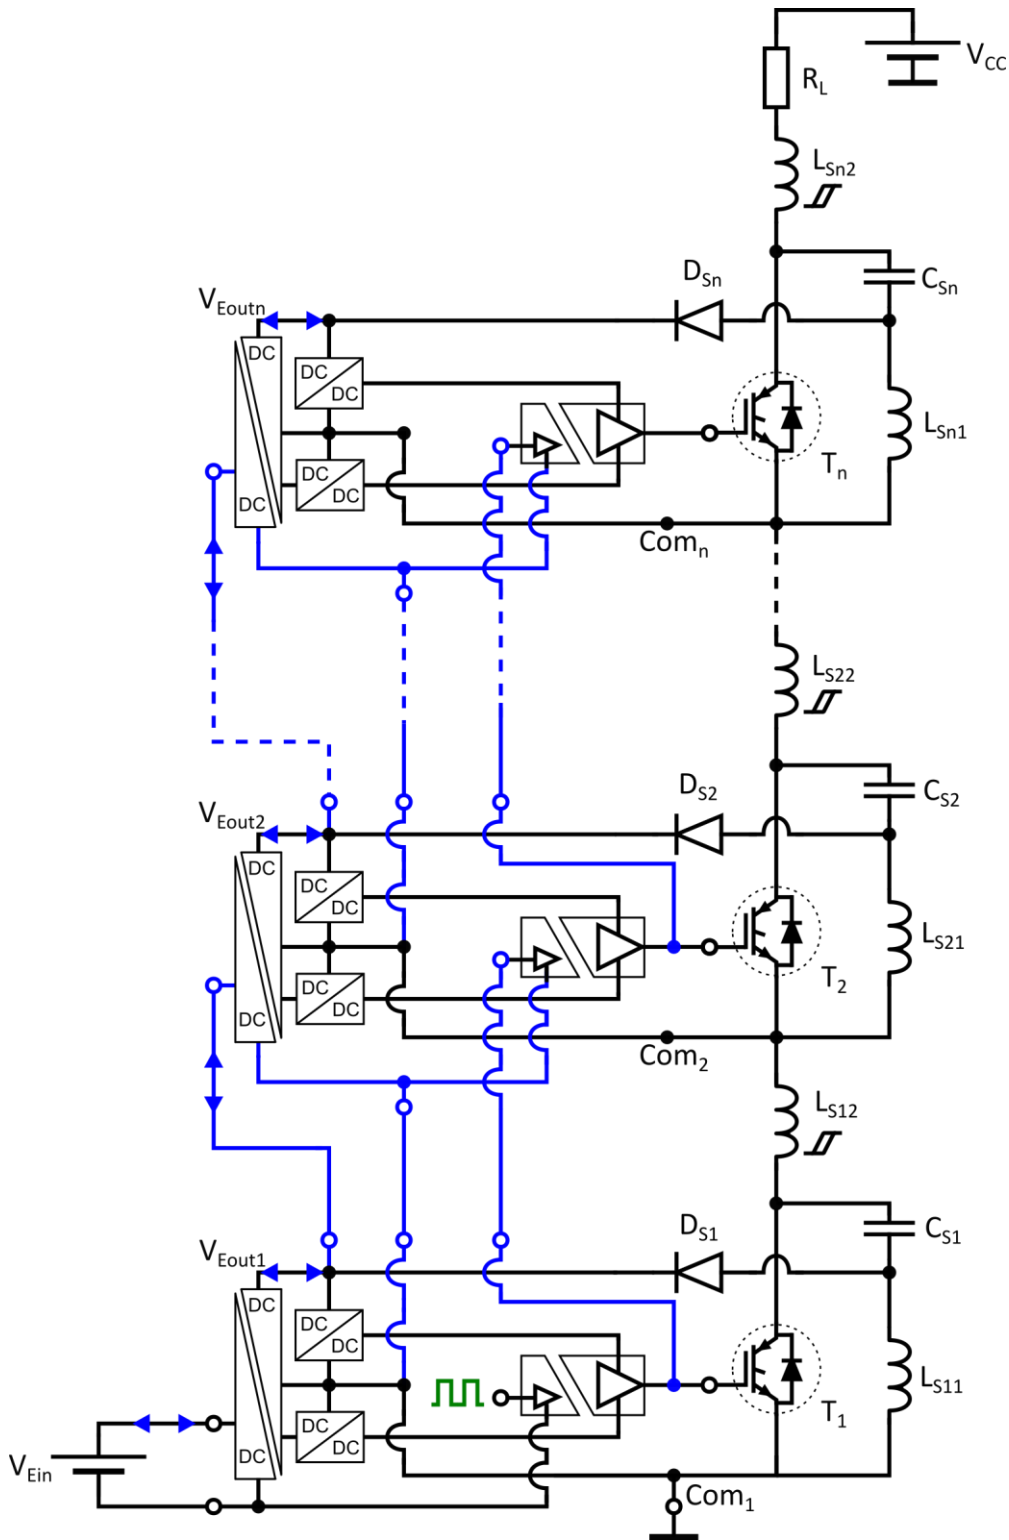 V_CC
R_L
L_Sn2
D_Sn
C_Sn
V_Eoutn
DC
DC
DC
L_Sn1
T_n
DC
DC
DC
Com_n
L_S22
D_S2
C_S2
V_Eout2
DC
DC
DC
L_S21
T_2
DC
DC
DC
Com_2
L_S12
D_S1
C_S1
V_Eout1
DC
DC
DC
L_S11
T_1
DC
DC
DC
V_Ein
Com_1